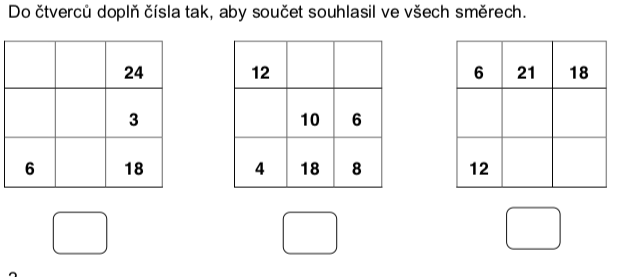 Do čtverců doplň čísla tak, aby součet souhlasil ve všech směrech.
24 12 6 21 18
3 10 6
6 18 4 18 8 12